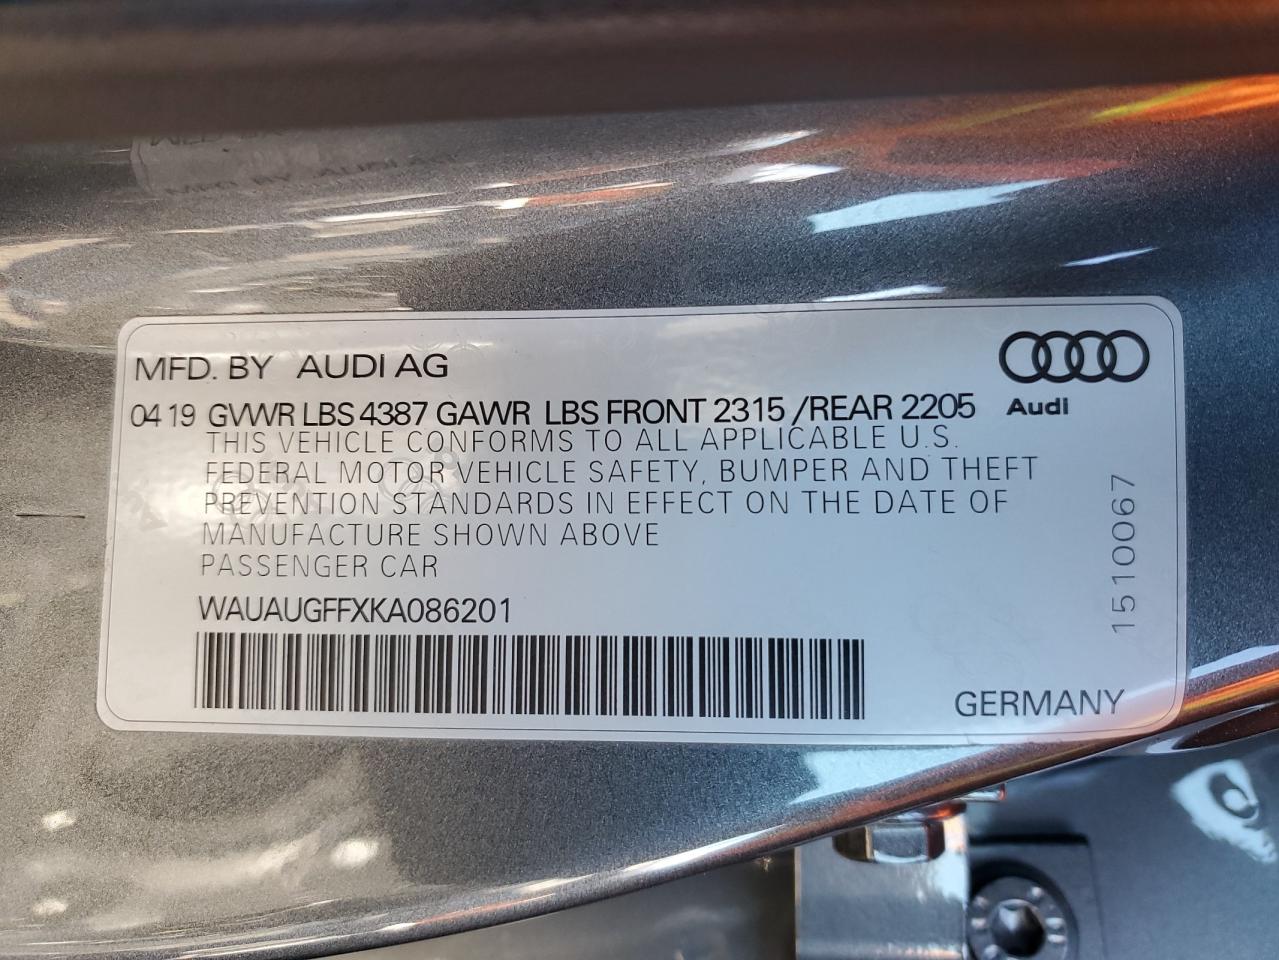 MFD. BY AUDI AG
04 19 GVWR LBS 4387 GAWR LBS FRONT 2315 /REAR 2205
Audi
THIS VEHICLE CONFORMS TO ALL APPLICABLE U.S.
FEDERAL MOTOR VEHICLE SAFETY, BUMPER AND THEFT
PREVENTION STANDARDS IN EFFECT ON THE DATE OF
MANUFACTURE SHOWN ABOVE
PASSENGER CAR
WAUAUGFFXKA086201
1510067
GERMANY